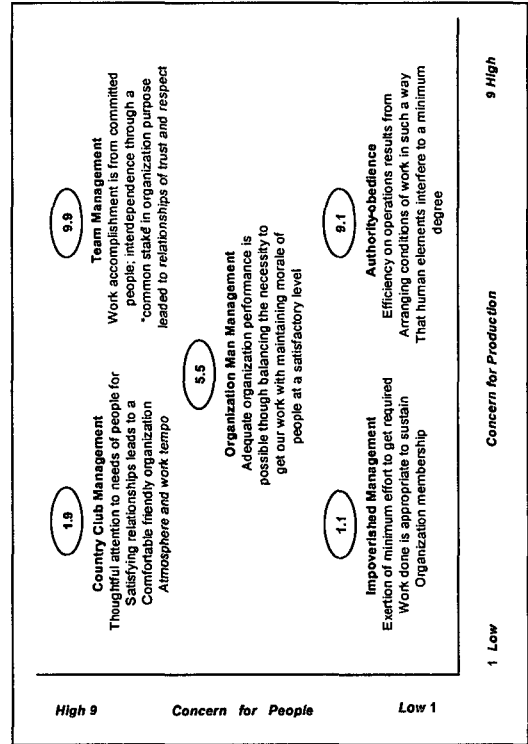 1.9
Country Club Management
Thoughtful attention to needs of people for
Satisfying relationships leads to a
Comfortable friendly organization
Atmosphere and work tempo
9.9
Team Management
Work accomplishment is from committed
people; interdependence through a
"common stake in organization purpose
leaded to relationships of trust and respect
5.5
Organization Man Management
Adequate organization performance is
possible though balancing the necessity to
get our work with maintaining morale of
people at a satisfactory level
1.1
Impoverished Management
Exertion of minimum effort to get required
Work done is appropriate to sustain
Organization membership
9.1
Authority-obedience
Efficiency on operations results from
Arranging conditions of work in such a way
That human elements interfere to a minimum
degree
High 9
Concern for People
Low 1
1 Low
Concern for Production
9 High